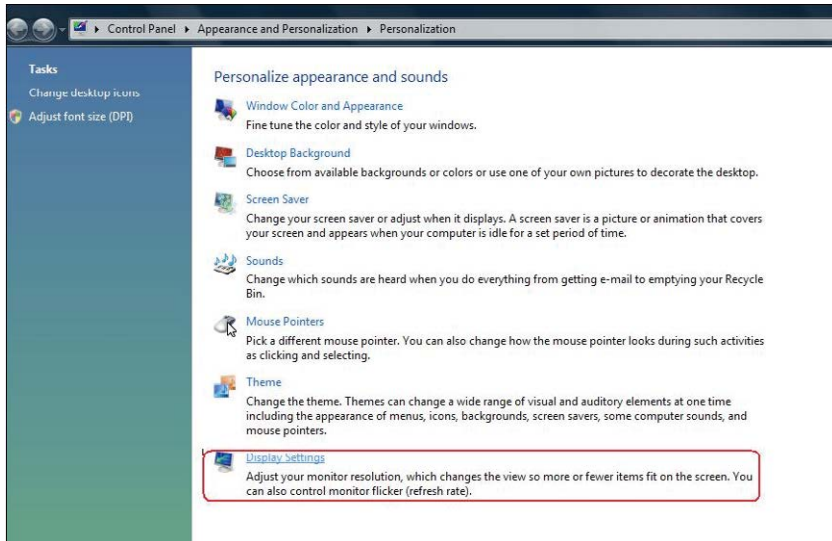 Control Panel ▸ Appearance and Personalization ▸ Personalization
Tasks
Change desktop icons
Adjust font size (DPI)
Personalize appearance and sounds
Window Color and Appearance
Fine tune the color and style of your windows.
Desktop Background
Choose from available backgrounds or colors or use one of your own pictures to decorate the desktop.
Screen Saver
Change your screen saver or adjust when it displays. A screen saver is a picture or animation that covers
your screen and appears when your computer is idle for a set period of time.
Sounds
Change which sounds are heard when you do everything from getting e-mail to emptying your Recycle
Bin.
Mouse Pointers
Pick a different mouse pointer. You can also change how the mouse pointer looks during such activities
as clicking and selecting.
Theme
Change the theme. Themes can change a wide range of visual and auditory elements at one time
including the appearance of menus, icons, backgrounds, screen savers, some computer sounds, and
mouse pointers.
Display Settings
Adjust your monitor resolution, which changes the view so more or fewer items fit on the screen. You
can also control monitor flicker (refresh rate).